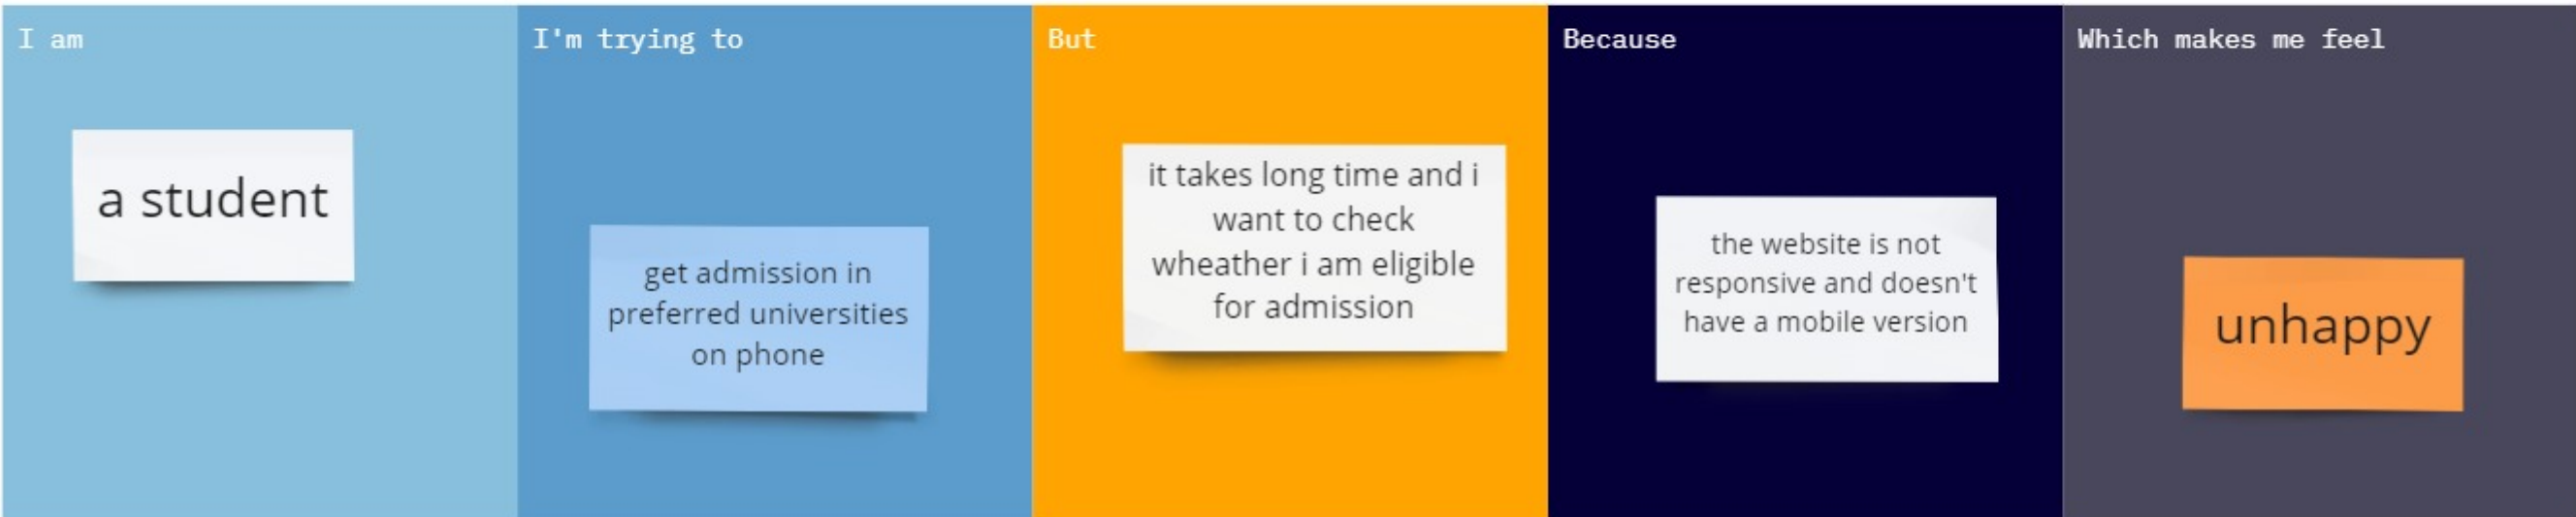 I am
a student
I'm trying to
get admission in
preferred universities
on phone
But
it takes long time and i
want to check
wheather i am eligible
for admission
Because
the website is not
responsive and doesn't
have a mobile version
Which makes me feel
unhappy